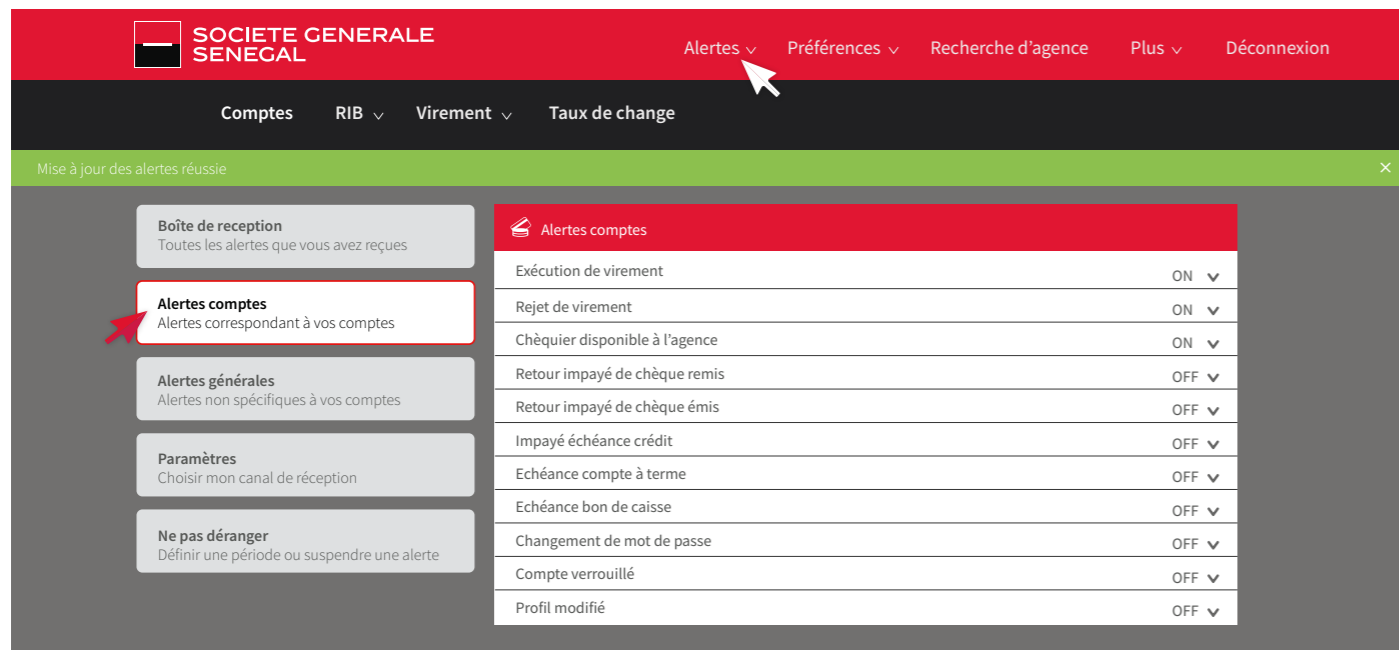 SOCIETE GENERALE
SENEGAL
Alertes Préférences Recherche d'agence Plus Déconnexion
Comptes RIB Virement Taux de change
Mise à jour des alertes réussie ×
Boîte de reception
Toutes les alertes que vous avez reçues
Alertes comptes
Alertes correspondant à vos comptes
Alertes générales
Alertes non spécifiques à vos comptes
Paramètres
Choisir mon canal de réception
Ne pas déranger
Définir une période ou suspendre une alerte
Alertes comptes
Exécution de virement ON
Rejet de virement ON
Chèquier disponible à l'agence ON
Retour impayé de chèque remis OFF
Retour impayé de chèque émis OFF
Impayé échéance crédit OFF
Echéance compte à terme OFF
Echéance bon de caisse OFF
Changement de mot de passe OFF
Compte verrouillé OFF
Profil modifié OFF